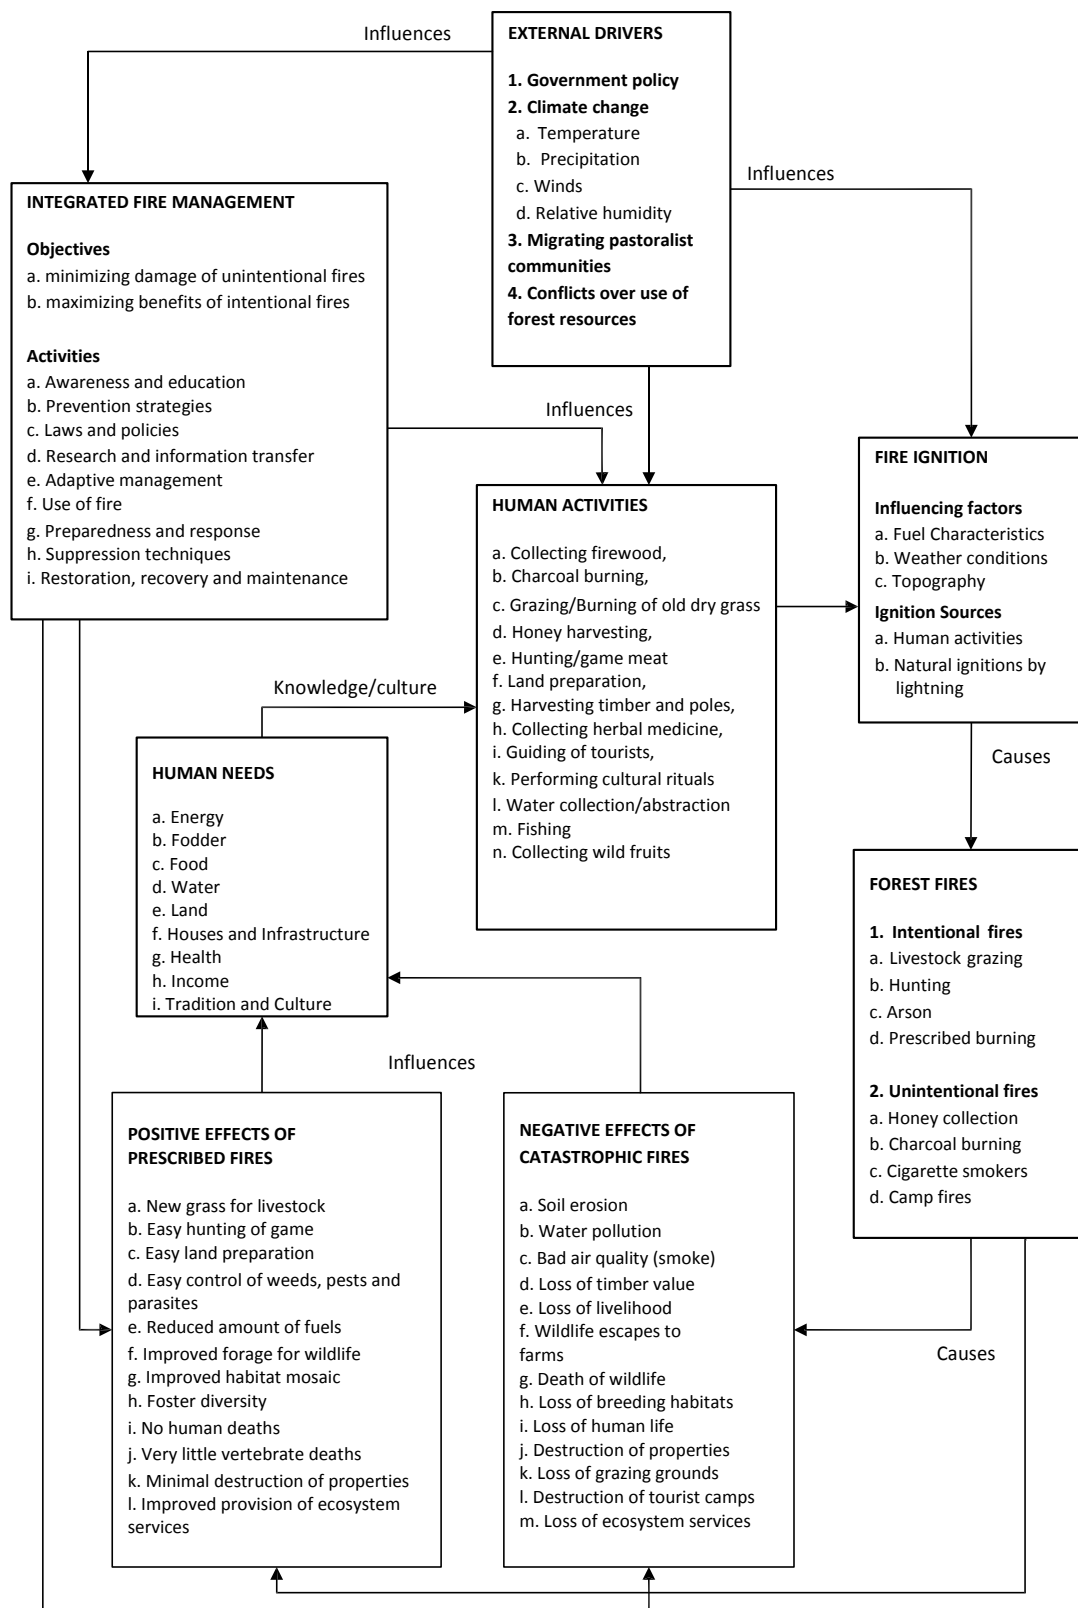 Influences
EXTERNAL DRIVERS
1. Government policy
2. Climate change
a. Temperature
b. Precipitation
c. Winds
d. Relative humidity
3. Migrating pastoralist
communities
4. Conflicts over use of
forest resources
Influences
INTEGRATED FIRE MANAGEMENT
Objectives
a. minimizing damage of unintentional fires
b. maximizing benefits of intentional fires
Activities
a. Awareness and education
b. Prevention strategies
c. Laws and policies
d. Research and information transfer
e. Adaptive management
f. Use of fire
g. Preparedness and response
h. Suppression techniques
i. Restoration, recovery and maintenance
Influences
HUMAN ACTIVITIES
a. Collecting firewood,
b. Charcoal burning,
c. Grazing/Burning of old dry grass
d. Honey harvesting,
e. Hunting/game meat
f. Land preparation,
g. Harvesting timber and poles,
h. Collecting herbal medicine,
i. Guiding of tourists,
k. Performing cultural rituals
l. Water collection/abstraction
m. Fishing
n. Collecting wild fruits
FIRE IGNITION
Influencing factors
a. Fuel Characteristics
b. Weather conditions
c. Topography
Ignition Sources
a. Human activities
b. Natural ignitions by
lightning
Knowledge/culture
Causes
HUMAN NEEDS
a. Energy
b. Fodder
c. Food
d. Water
e. Land
f. Houses and Infrastructure
g. Health
h. Income
i. Tradition and Culture
FOREST FIRES
1. Intentional fires
a. Livestock grazing
b. Hunting
c. Arson
d. Prescribed burning
2. Unintentional fires
a. Honey collection
b. Charcoal burning
c. Cigarette smokers
d. Camp fires
Influences
POSITIVE EFFECTS OF
PRESCRIBED FIRES
a. New grass for livestock
b. Easy hunting of game
c. Easy land preparation
d. Easy control of weeds, pests and
parasites
e. Reduced amount of fuels
f. Improved forage for wildlife
g. Improved habitat mosaic
h. Foster diversity
i. No human deaths
j. Very little vertebrate deaths
k. Minimal destruction of properties
l. Improved provision of ecosystem
services
NEGATIVE EFFECTS OF
CATASTROPHIC FIRES
a. Soil erosion
b. Water pollution
c. Bad air quality (smoke)
d. Loss of timber value
e. Loss of livelihood
f. Wildlife escapes to
farms
g. Death of wildlife
h. Loss of breeding habitats
i. Loss of human life
j. Destruction of properties
k. Loss of grazing grounds
l. Destruction of tourist camps
m. Loss of ecosystem services
Causes